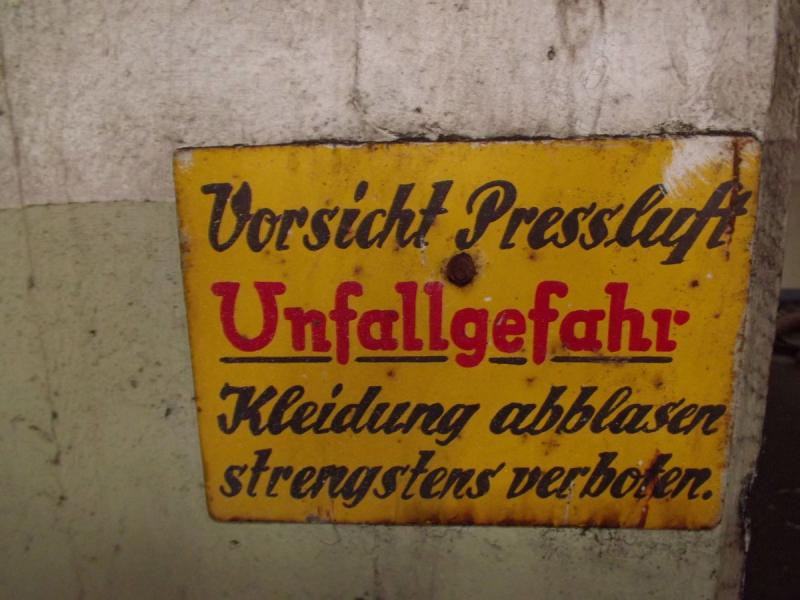 Vorsicht Pressluft
Unfallgefahr
Kleidung abblasen
strengstens verboten.